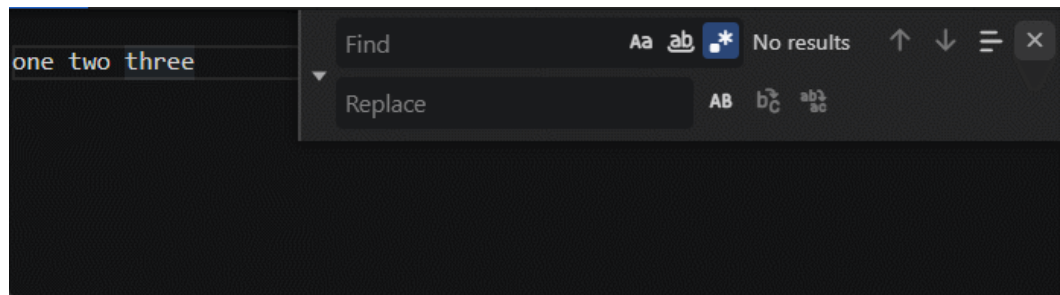 one two three
Find Aa ab .* No results
Replace AB